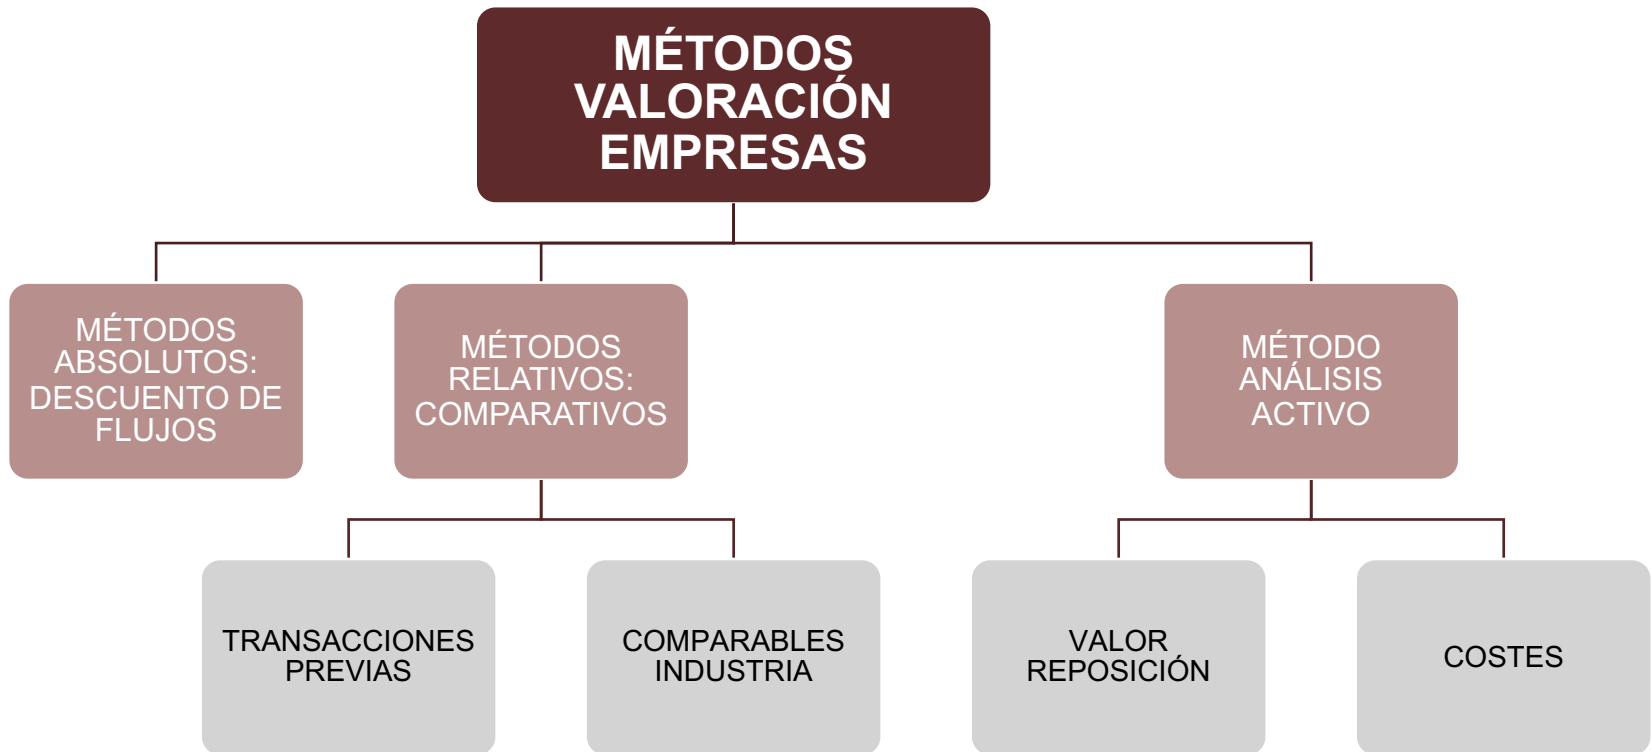 MÉTODOS
VALORACIÓN
EMPRESAS
MÉTODOS
ABSOLUTOS:
DESCUENTO DE
FLUJOS
MÉTODOS
RELATIVOS:
COMPARATIVOS
MÉTODO
ANÁLISIS
ACTIVO
TRANSACCIONES
PREVIAS
COMPARABLES
INDUSTRIA
VALOR
REPOSICIÓN
COSTES